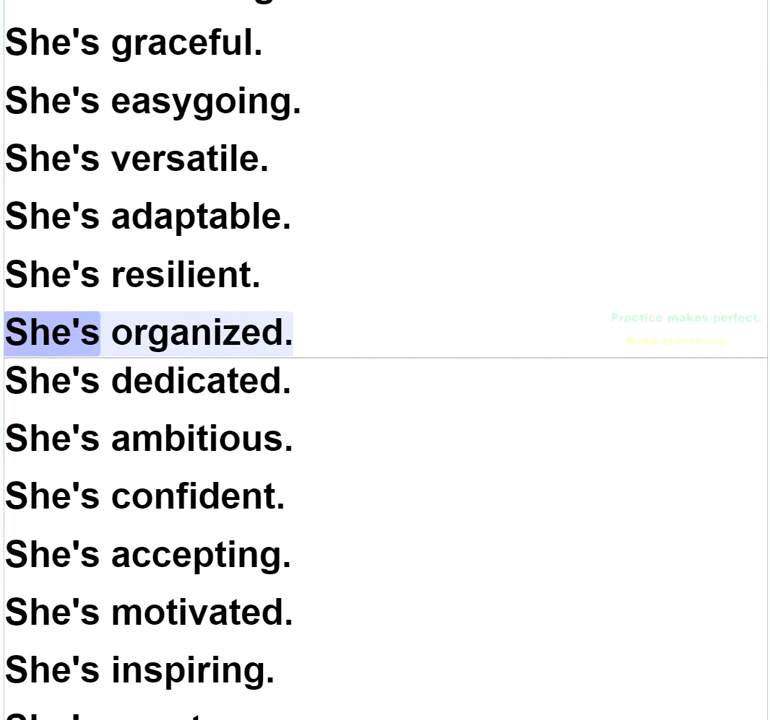 She's graceful.
She's easygoing.
She's versatile.
She's adaptable.
She's resilient.
She's organized.
Practice makes perfect.
She's dedicated.
She's ambitious.
She's confident.
She's accepting.
She's motivated.
She's inspiring.